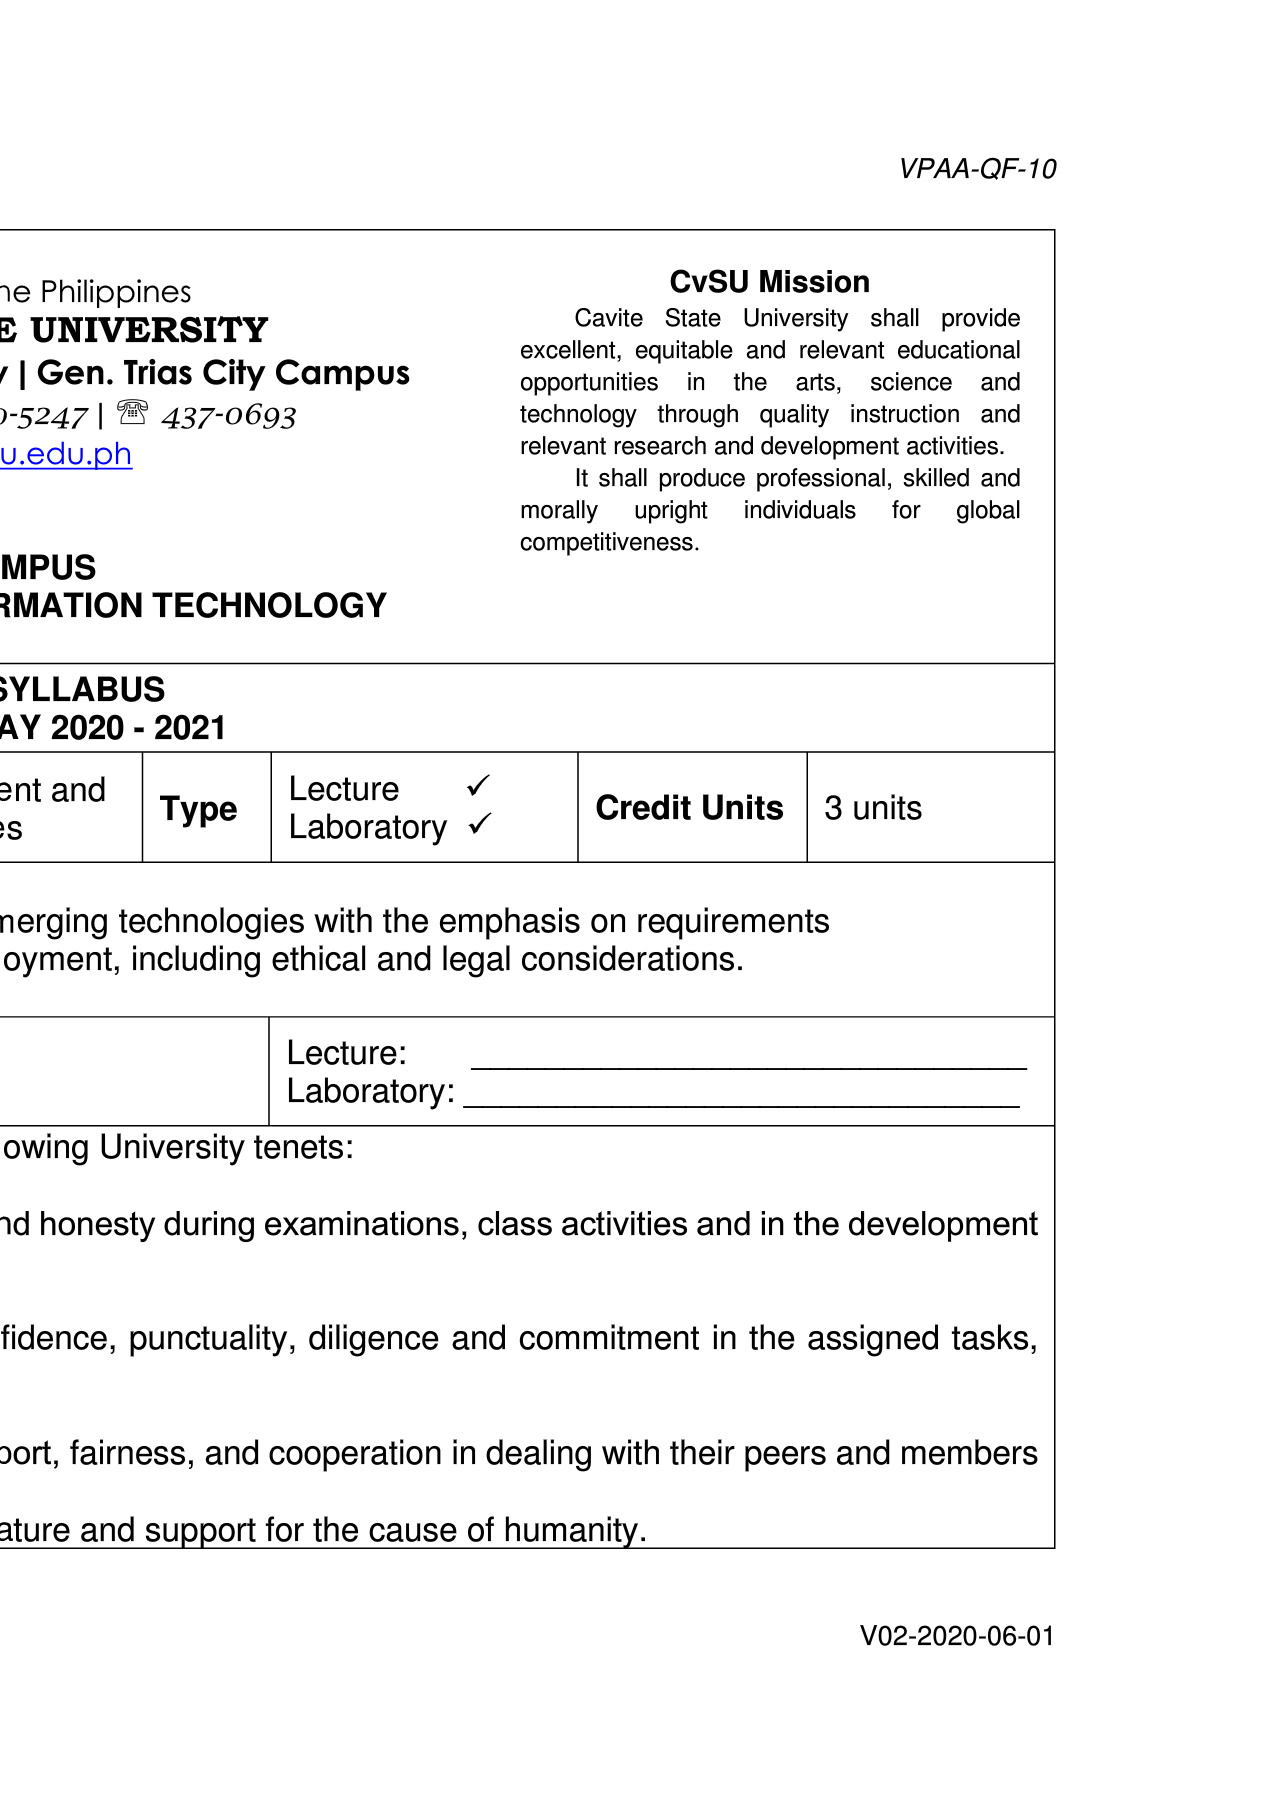 VPAA-QF-10
ne Philippines
E UNIVERSITY
y | Gen. Trias City Campus
0-5247 | ☏ 437-0693
u.edu.ph
MPUS
RMATION TECHNOLOGY
CvSU Mission
Cavite State University shall provide
excellent, equitable and relevant educational
opportunities in the arts, science and
technology through quality instruction and
relevant research and development activities.
It shall produce professional, skilled and
morally upright individuals for global
competitiveness.
SYLLABUS
AY 2020 - 2021
ent and
es
Type
Lecture ✓
Laboratory ✓
Credit Units
3 units
merging technologies with the emphasis on requirements
oyment, including ethical and legal considerations.
Lecture: ______________________________
Laboratory: ______________________________
owing University tenets:
nd honesty during examinations, class activities and in the development
fidence, punctuality, diligence and commitment in the assigned tasks,
port, fairness, and cooperation in dealing with their peers and members
ature and support for the cause of humanity.
V02-2020-06-01